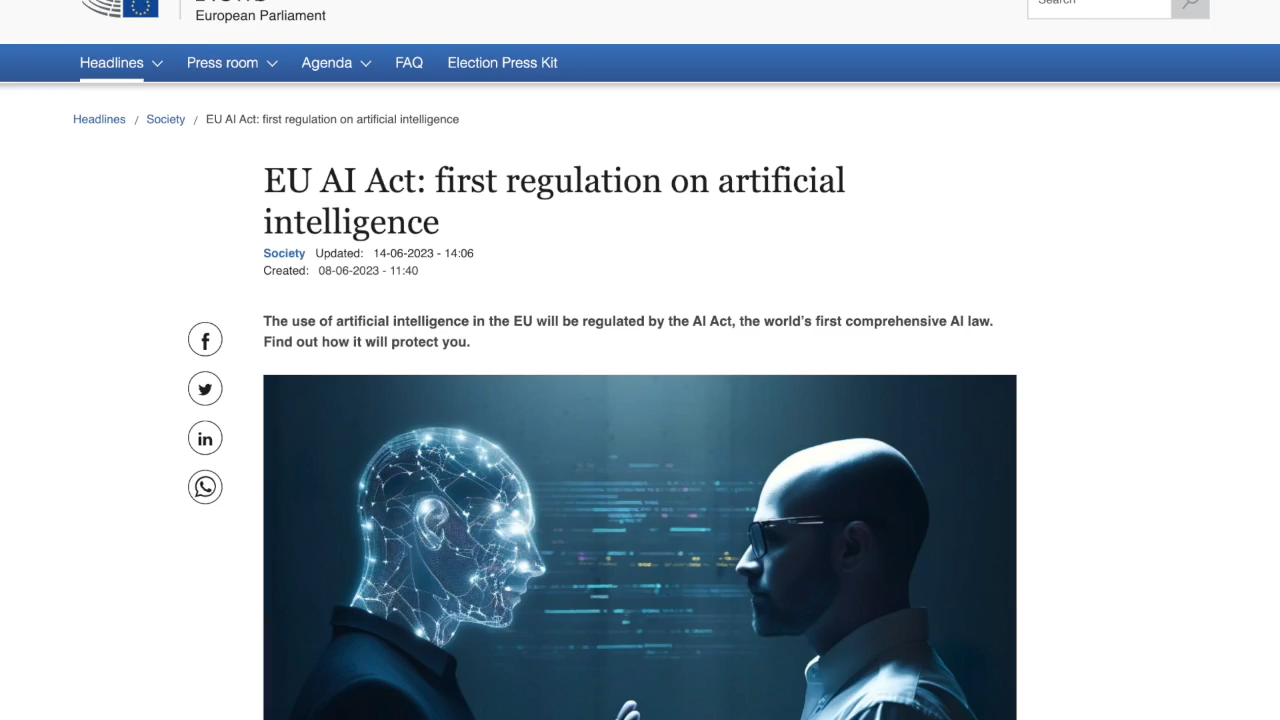 European Parliament
Headlines Press room Agenda FAQ Election Press Kit
Headlines / Society / EU AI Act: first regulation on artificial intelligence
EU AI Act: first regulation on artificial
intelligence
Society Updated: 14-06-2023 - 14:06
Created: 08-06-2023 - 11:40
The use of artificial intelligence in the EU will be regulated by the AI Act, the world’s first comprehensive AI law.
Find out how it will protect you.